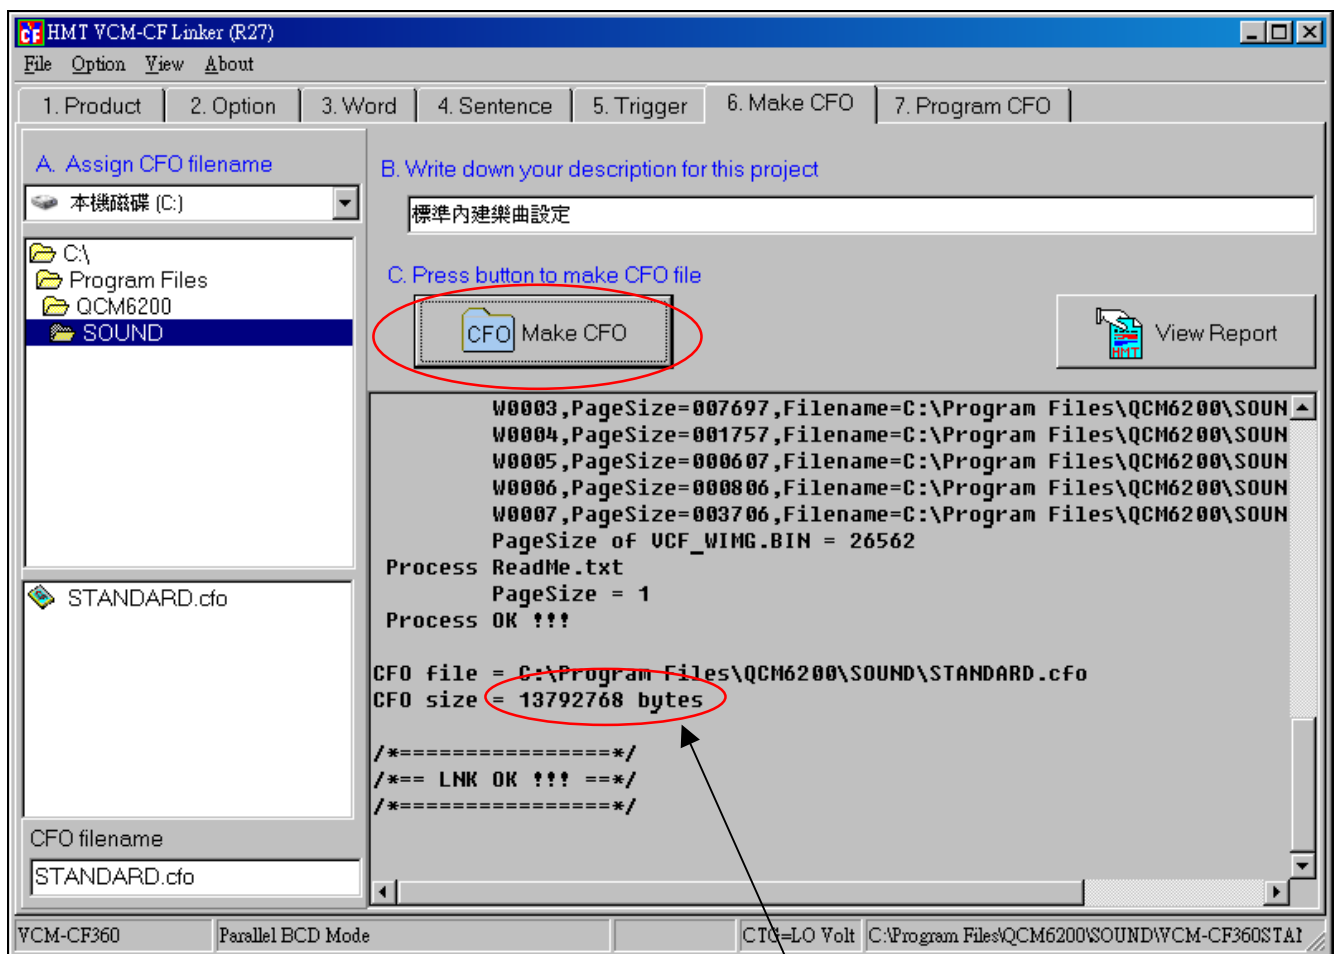 HMT VCM-CF Linker (R27)
File Option View About
1. Product 2. Option 3. Word 4. Sentence 5. Trigger 6. Make CFO 7. Program CFO
A. Assign CFO filename
本機磁碟 (C:)
C:\
Program Files
QCM6200
SOUND
STANDARD.cfo
CFO filename
STANDARD.cfo
B. Write down your description for this project
標準內建樂曲設定
C. Press button to make CFO file
CFO Make CFO
HMT View Report
W0003,PageSize=007697,Filename=C:\Program Files\QCM6200\SOUN
W0004,PageSize=001757,Filename=C:\Program Files\QCM6200\SOUN
W0005,PageSize=000607,Filename=C:\Program Files\QCM6200\SOUN
W0006,PageSize=000806,Filename=C:\Program Files\QCM6200\SOUN
W0007,PageSize=003706,Filename=C:\Program Files\QCM6200\SOUN
PageSize of VCF_WIMG.BIN = 26562
Process ReadMe.txt
PageSize = 1
Process OK !!!
CFO file = C:\Program Files\QCM6200\SOUND\STANDARD.cfo
CFO size = 13792768 bytes
/*================*/
/*== LNK OK !!! ==*/
/*================*/
VCM-CF360 Parallel BCD Mode CTG=LO Volt C:\Program Files\QCM6200\SOUND\VCM-CF360STAI